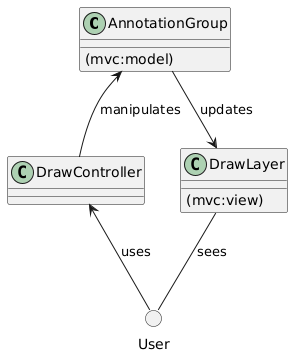 C AnnotationGroup
(mvc:model)
manipulates
updates
C DrawController
C DrawLayer
(mvc:view)
uses
sees
User